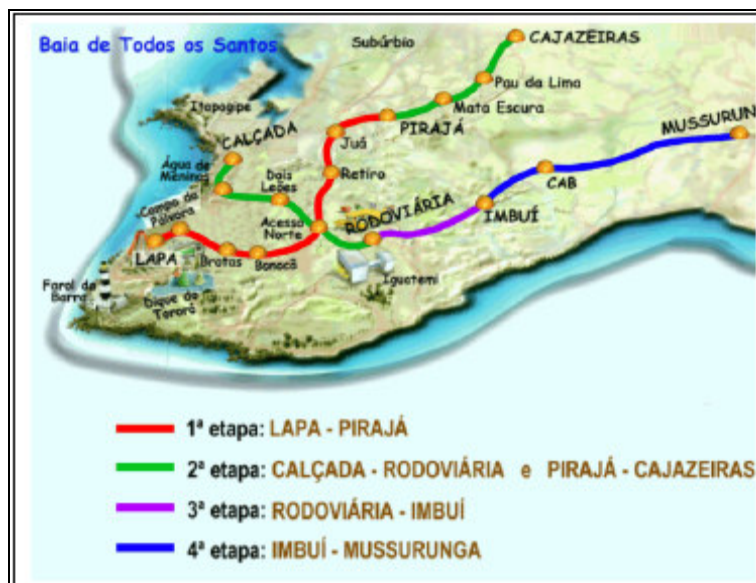 Baia de Todos os Santos
Subúrbio
CAJAZEIRAS
Pau da Lima
Itapagipe
Mata Escura
PIRAJÁ
MUSSURUN
CALÇADA
Juá
Água de
Meninos
Dois
Leões
Retiro
CAB
Campo da
Pólvora
Acesso
Norte
RODOVIÁRIA
IMBUÍ
LAPA
Brotas
Bonocô
Iguatemi
Farol da
Barra
Dique do
Tororó
1ª etapa: LAPA - PIRAJÁ
2ª etapa: CALÇADA - RODOVIÁRIA e PIRAJÁ - CAJAZEIRAS
3ª etapa: RODOVIÁRIA - IMBUÍ
4ª etapa: IMBUÍ - MUSSURUNGA